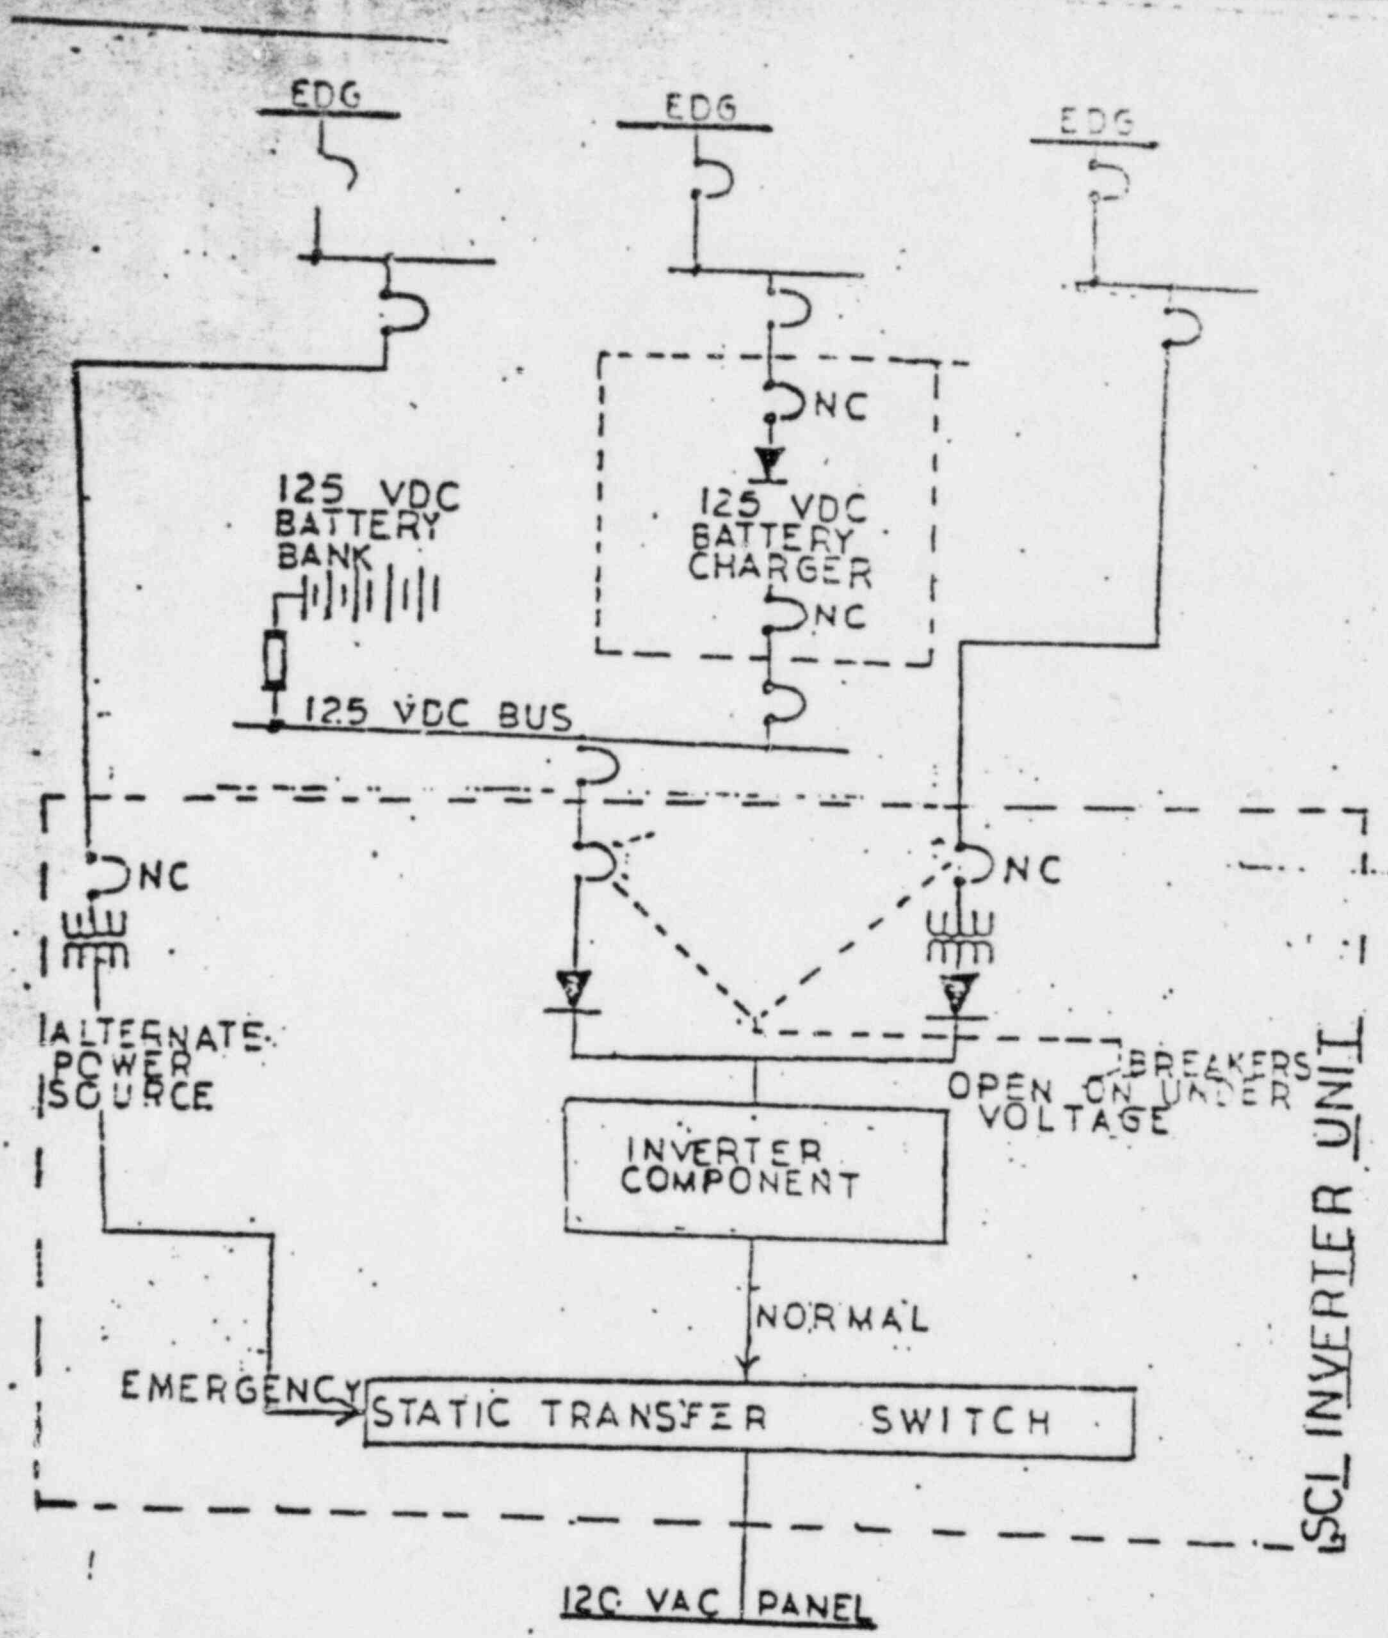 EDG
EDG
EDG
NC
125 VDC
BATTERY
BANK
125 VDC
BATTERY
CHARGER
NC
125 VDC BUS
NC
NC
ALTERNATE
POWER
SOURCE
BREAKERS
OPEN ON UNDER
VOLTAGE
INVERTER
COMPONENT
NORMAL
EMERGENCY
STATIC TRANSFER SWITCH
SCI INVERTER UNIT
120 VAC PANEL